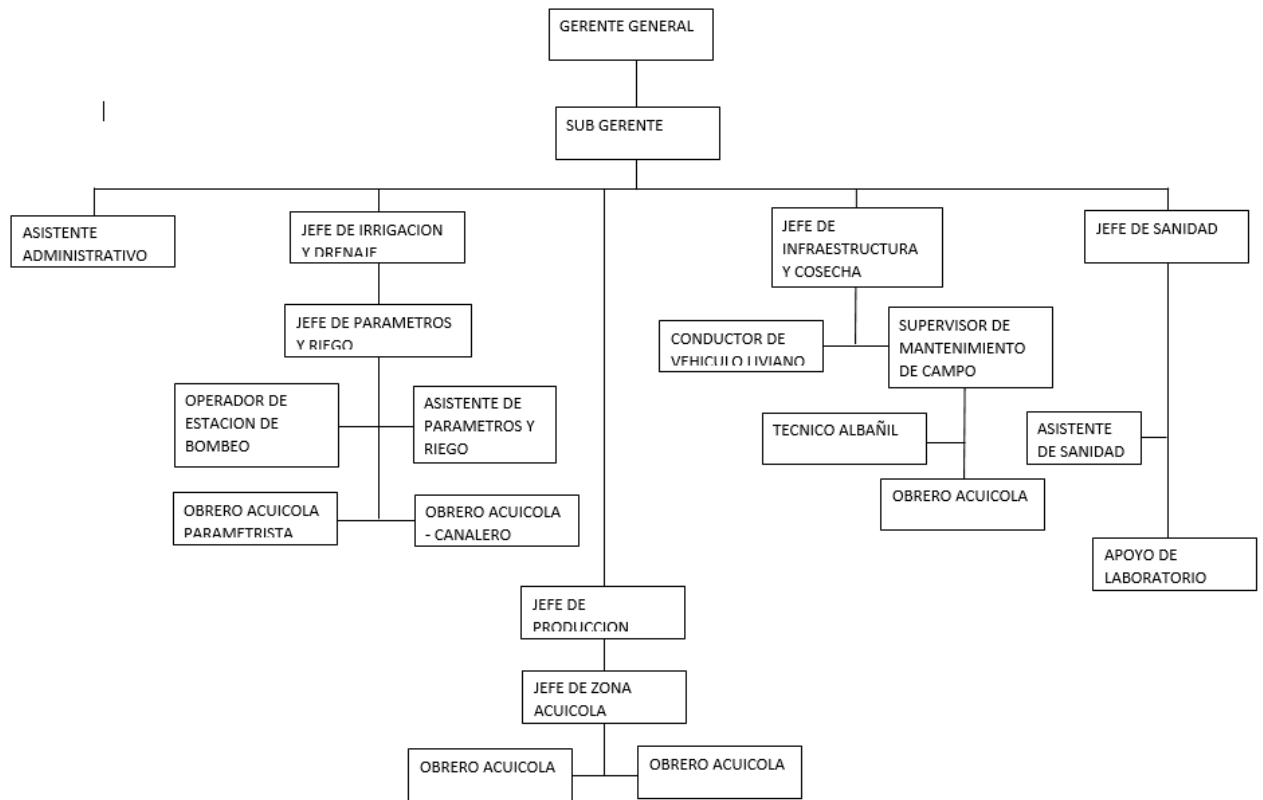 GERENTE GENERAL
SUB GERENTE
ASISTENTE
ADMINISTRATIVO
JEFE DE IRRIGACION
Y DRENAJE
JEFE DE
INFRAESTRUCTURA
Y COSECHA
JEFE DE SANIDAD
JEFE DE PARAMETROS
Y RIEGO
CONDUCTOR DE
VEHICULO LIVIANO
SUPERVISOR DE
MANTENIMIENTO
DE CAMPO
OPERADOR DE
ESTACION DE
BOMBEO
ASISTENTE DE
PARAMETROS Y
RIEGO
TECNICO ALBAÑIL
ASISTENTE
DE SANIDAD
OBRERO ACUICOLA
PARAMETRISTA
OBRERO ACUICOLA
- CANALERO
OBRERO ACUICOLA
APOYO DE
LABORATORIO
JEFE DE
PRODUCCION
JEFE DE ZONA
ACUICOLA
OBRERO ACUICOLA
OBRERO ACUICOLA